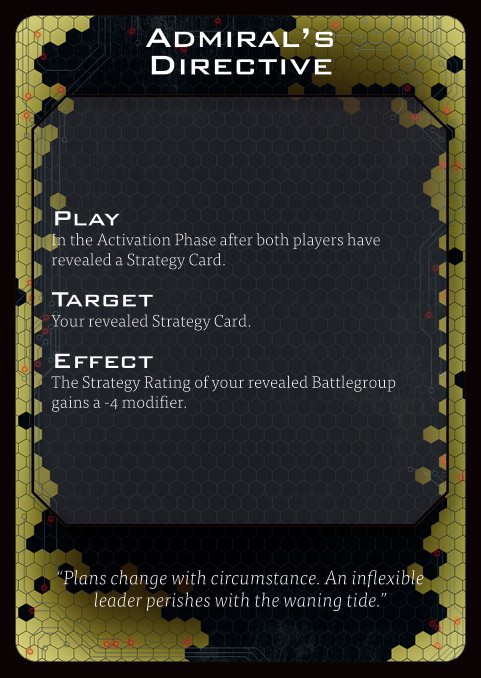 ADMIRAL'S
DIRECTIVE
PLAY
In the Activation Phase after both players have
revealed a Strategy Card.
TARGET
Your revealed Strategy Card.
EFFECT
The Strategy Rating of your revealed Battlegroup
gains a -4 modifier.
“Plans change with circumstance. An inflexible
leader perishes with the waning tide.”